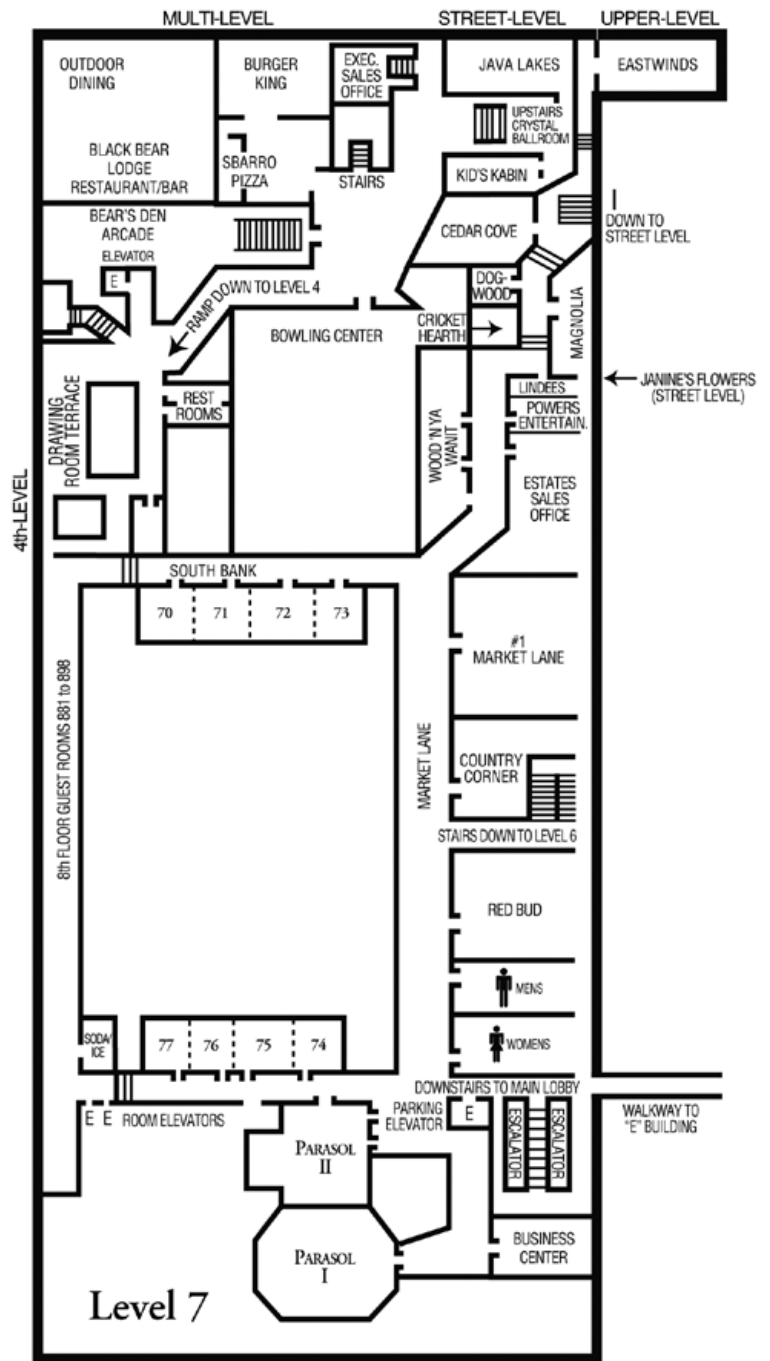 MULTI-LEVEL
STREET-LEVEL
UPPER-LEVEL
OUTDOOR
DINING
BURGER
KING
EXEC.
SALES
OFFICE
JAVA LAKES
EASTWINDS
UPSTAIRS
CRYSTAL
BALLROOM
BLACK BEAR
LODGE
RESTAURANT/BAR
SBARRO
PIZZA
STAIRS
KID'S KABIN
BEAR'S DEN
ARCADE
CEDAR COVE
DOWN TO
STREET LEVEL
ELEVATOR
E
RAMP DOWN TO LEVEL 4
DOG-
WOOD
BOWLING CENTER
CRICKET
HEARTH
MAGNOLIA
JANINE'S FLOWERS
(STREET LEVEL)
LINDEES
POWERS
ENTERTAIN.
REST
ROOMS
DRAWING
ROOM TERRACE
WOOD 'N YA
WANIT
ESTATES
SALES
OFFICE
4th-LEVEL
SOUTH BANK
70
71
72
73
#1
MARKET LANE
8th FLOOR GUEST ROOMS 881 to 898
MARKET LANE
COUNTRY
CORNER
STAIRS DOWN TO LEVEL 6
RED BUD
MENS
SODA/
ICE
77
76
75
74
WOMENS
DOWNSTAIRS TO MAIN LOBBY
E E ROOM ELEVATORS
PARKING
ELEVATOR
E
ESCALATOR
ESCALATOR
WALKWAY TO
"E" BUILDING
PARASOL
II
PARASOL
I
BUSINESS
CENTER
Level 7